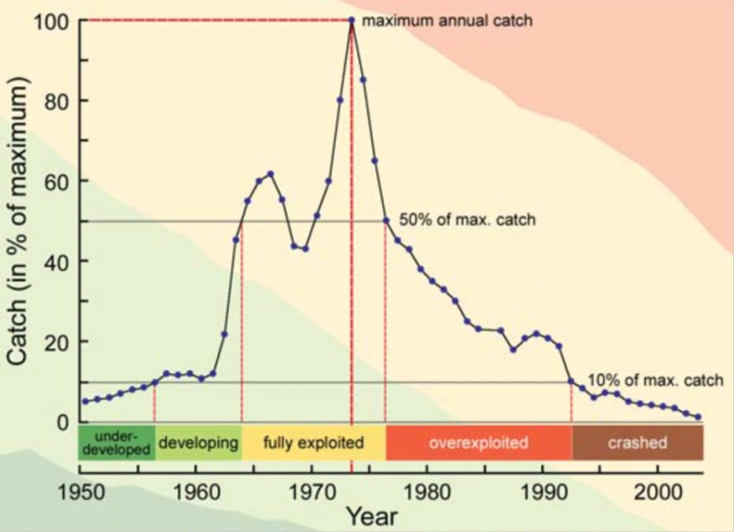 Catch (in % of maximum)
100
80
60
40
20
0
maximum annual catch
50% of max. catch
10% of max. catch
under-
developed
developing
fully exploited
overexploited
crashed
1950
1960
1970
1980
1990
2000
Year